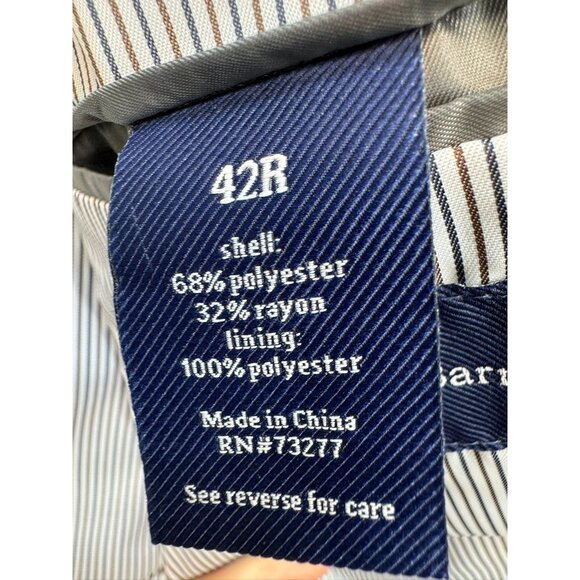 42R
shell:
68% polyester
32% rayon
lining:
100% polyester
Made in China
RN#73277
See reverse for care